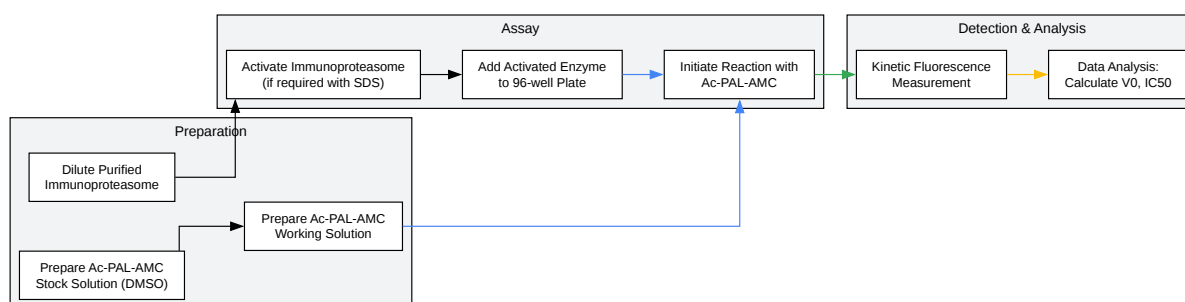 Assay
Activate Immunoproteasome
(if required with SDS)
Add Activated Enzyme
to 96-well Plate
Initiate Reaction with
Ac-PAL-AMC
Detection & Analysis
Kinetic Fluorescence
Measurement
Data Analysis:
Calculate V0, IC50
Preparation
Dilute Purified
Immunoproteasome
Prepare Ac-PAL-AMC
Working Solution
Prepare Ac-PAL-AMC
Stock Solution (DMSO)